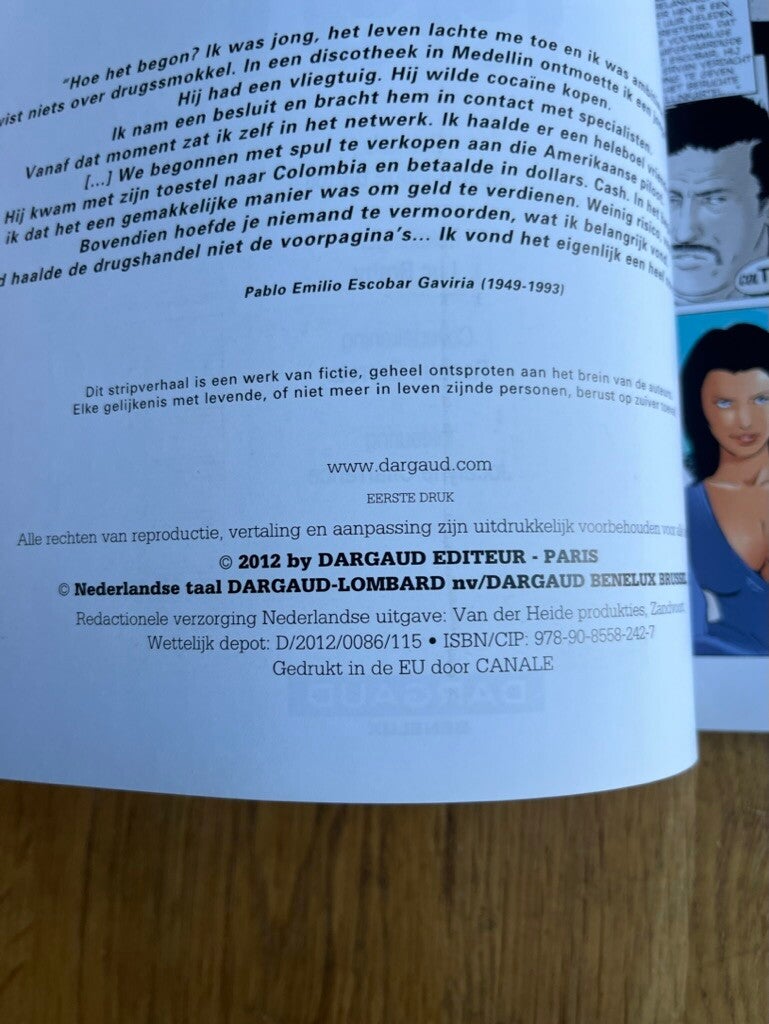 "Hoe het begon? Ik was jong, het leven lachte me toe en ik was
wist niets over drugssmokkel. In een discotheek in Medellin ontmoette ik een
Hij had een vliegtuig. Hij wilde cocaïne kopen.
Ik nam een besluit en bracht hem in contact met specialisten.
Vanaf dat moment zat ik zelf in het netwerk. Ik haalde er een heleboel
[...] We begonnen met spul te verkopen aan die Amerikaanse
Hij kwam met zijn toestel naar Colombia en betaalde in dollars. Cash. In het
ik dat het een gemakkelijke manier was om geld te verdienen. Weinig risico,
Bovendien hoefde je niemand te vermoorden, wat ik belangrijk vond
haalde de drugshandel niet de voorpagina's... Ik vond het eigenlijk een heel
Pablo Emilio Escobar Gaviria (1949-1993)
Dit stripverhaal is een werk van fictie, geheel ontsproten aan het brein van de auteurs.
Elke gelijkenis met levende, of niet meer in leven zijnde personen, berust op zuiver toeval
www.dargaud.com
EERSTE DRUK
Alle rechten van reproductie, vertaling en aanpassing zijn uitdrukkelijk voorbehouden voor
© 2012 by DARGAUD EDITEUR - PARIS
© Nederlandse taal DARGAUD-LOMBARD nv/DARGAUD BENELUX BRUSSEL
Redactionele verzorging Nederlandse uitgave: Van der Heide produkties, Zandvoort
Wettelijk depot: D/2012/0086/115 • ISBN/CIP: 978-90-8558-242-7
Gedrukt in de EU door CANALE